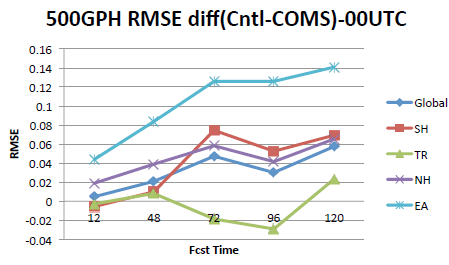 500GPH RMSE diff(Cntl-COMS)-00UTC
0.16
0.14
0.12
0.1
0.08
0.06
0.04
0.02
0
-0.02
-0.04
RMSE
12 48 72 96 120
Fcst Time
Global
SH
TR
NH
EA